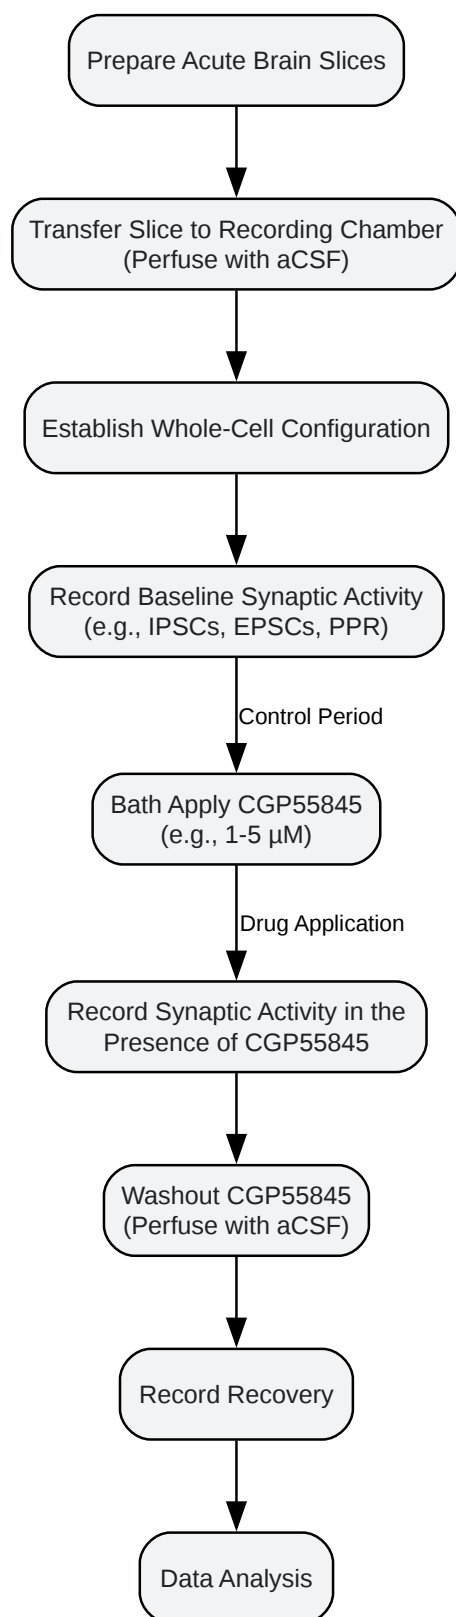 Prepare Acute Brain Slices
Transfer Slice to Recording Chamber
(Perfuse with aCSF)
Establish Whole-Cell Configuration
Record Baseline Synaptic Activity
(e.g., IPSCs, EPSCs, PPR)
Control Period
Bath Apply CGP55845
(e.g., 1-5 µM)
Drug Application
Record Synaptic Activity in the
Presence of CGP55845
Washout CGP55845
(Perfuse with aCSF)
Record Recovery
Data Analysis